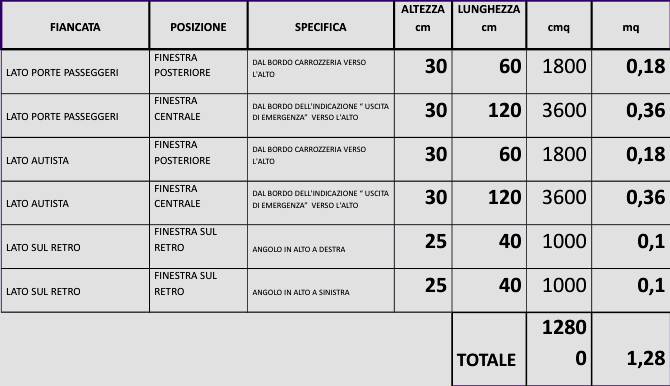 FIANCATA POSIZIONE SPECIFICA ALTEZZA cm LUNGHEZZA cm cmq mq
LATO PORTE PASSEGGERI FINESTRA POSTERIORE DAL BORDO CARROZZERIA VERSO L'ALTO 30 60 1800 0,18
LATO PORTE PASSEGGERI FINESTRA CENTRALE DAL BORDO DELL'INDICAZIONE " USCITA DI EMERGENZA" VERSO L'ALTO 30 120 3600 0,36
LATO AUTISTA FINESTRA POSTERIORE DAL BORDO CARROZZERIA VERSO L'ALTO 30 60 1800 0,18
LATO AUTISTA FINESTRA CENTRALE DAL BORDO DELL'INDICAZIONE " USCITA DI EMERGENZA" VERSO L'ALTO 30 120 3600 0,36
LATO SUL RETRO FINESTRA SUL RETRO ANGOLO IN ALTO A DESTRA 25 40 1000 0,1
LATO SUL RETRO FINESTRA SUL RETRO ANGOLO IN ALTO A SINISTRA 25 40 1000 0,1
TOTALE 12800 1,28